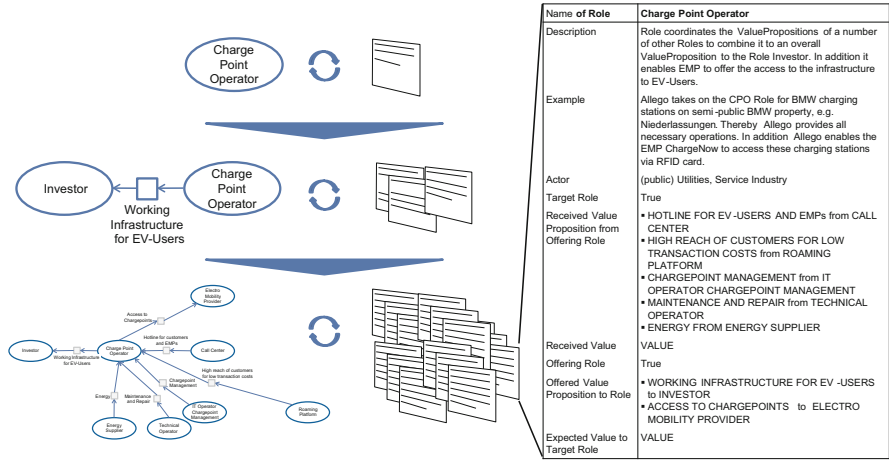 Charge
Point
Operator
Investor
Charge
Point
Operator
Working
Infrastructure
for EV-Users
Electro
Mobility
Provider
Access to
Chargepoints
Hotline for customers
and EMPs
Investor
Charge Point
Operator
Call Center
Working Infrastructure
for EV-Users
High reach of customers
for low transaction costs
Chargepoint
Management
Energy
Maintenance
and Repair
IT Operator
Chargepoint
Management
Roaming
Platform
Energy
Supplier
Technical
Operator
Name of Role Charge Point Operator
Description Role coordinates the ValuePropositions of a number
of other Roles to combine it to an overall
ValueProposition to the Role Investor. In addition it
enables EMP to offer the access to the infrastructure
to EV-Users.
Example Allego takes on the CPO Role for BMW charging
stations on semi-public BMW property, e.g.
Niederlassungen. Thereby Allego provides all
necessary operations. In addition Allego enables the
EMP ChargeNow to access these charging stations
via RFID card.
Actor (public) Utilities, Service Industry
Target Role True
Received Value ▪ HOTLINE FOR EV -USERS AND EMPs from CALL
Proposition from CENTER
Offering Role ▪ HIGH REACH OF CUSTOMERS FOR LOW
TRANSACTION COSTS from ROAMING
PLATFORM
▪ CHARGEPOINT MANAGEMENT from IT
OPERATOR CHARGEPOINT MANAGEMENT
▪ MAINTENANCE AND REPAIR from TECHNICAL
OPERATOR
▪ ENERGY FROM ENERGY SUPPLIER
Received Value VALUE
Offering Role True
Offered Value ▪ WORKING INFRASTRUCTURE FOR EV -USERS
Proposition to Role to INVESTOR
▪ ACCESS TO CHARGEPOINTS to ELECTRO
MOBILITY PROVIDER
Expected Value to VALUE
Target Role